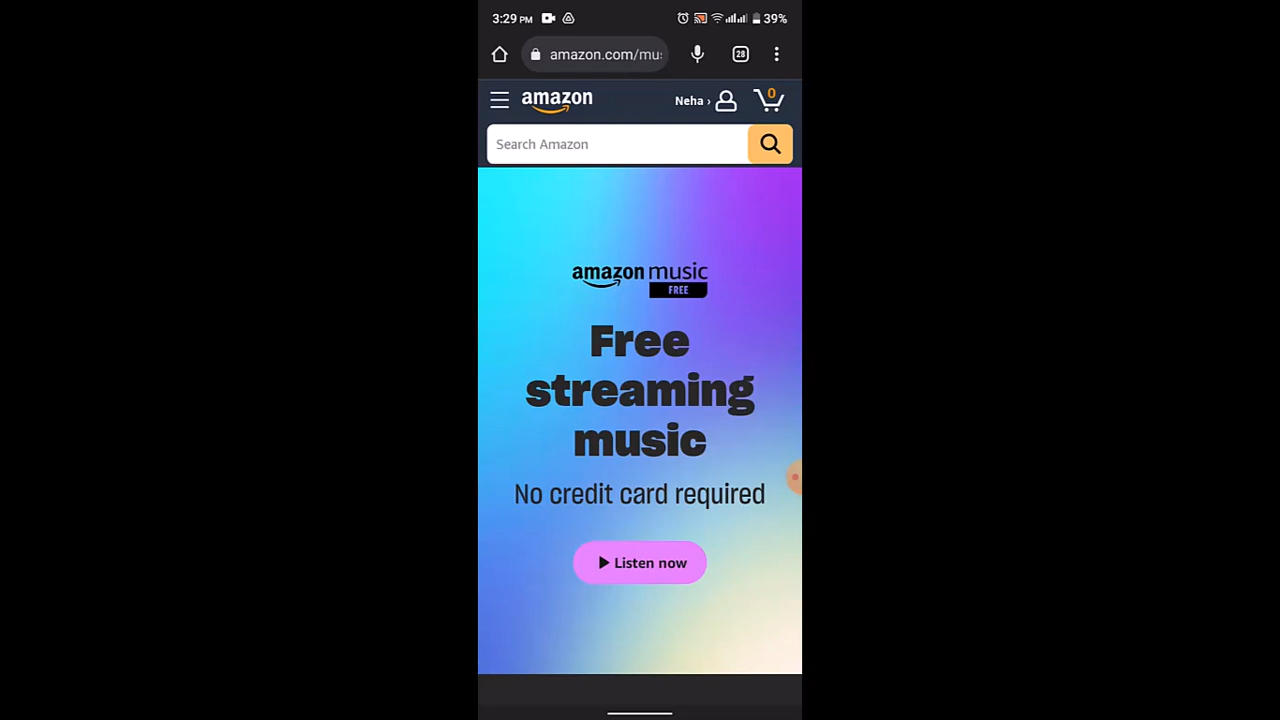 3:29 PM 39%
amazon.com/mu
28
amazon Neha › 0
Search Amazon
amazon music
FREE
Free
streaming
music
No credit card required
Listen now